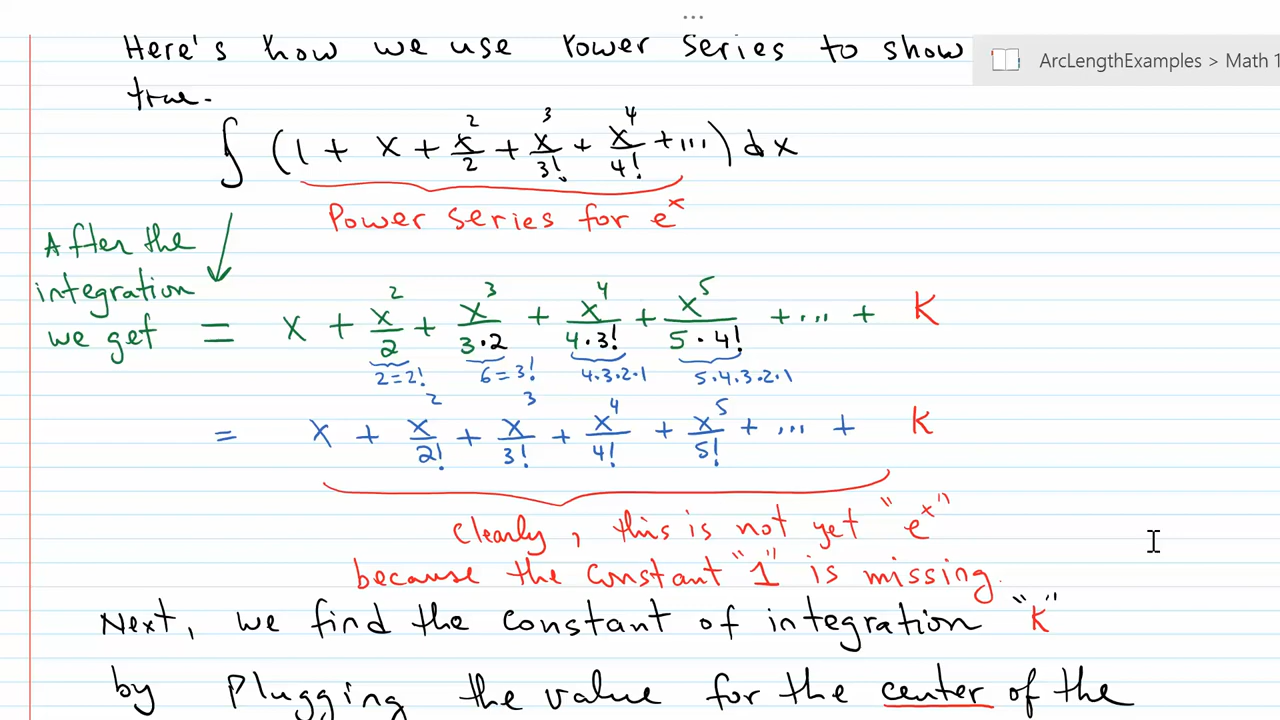 ...
Here's how we use Power Series to show
ArcLengthExamples > Math 1
true.
∫ (1 + x + x²/2 + x³/3! + x⁴/4! + ...) dx
Power series for eˣ
After the
integration
we get = x + x²/2 + x³/(3·2) + x⁴/(4·3!) + x⁵/(5·4!) + ... + K
2=2! 6=3! 4·3·2·1 5·4·3·2·1
= x + x²/2! + x³/3! + x⁴/4! + x⁵/5! + ... + K
Clearly, this is not yet "eˣ"
because the constant "1" is missing.
Next, we find the constant of integration "K"
by plugging the value for the center of the